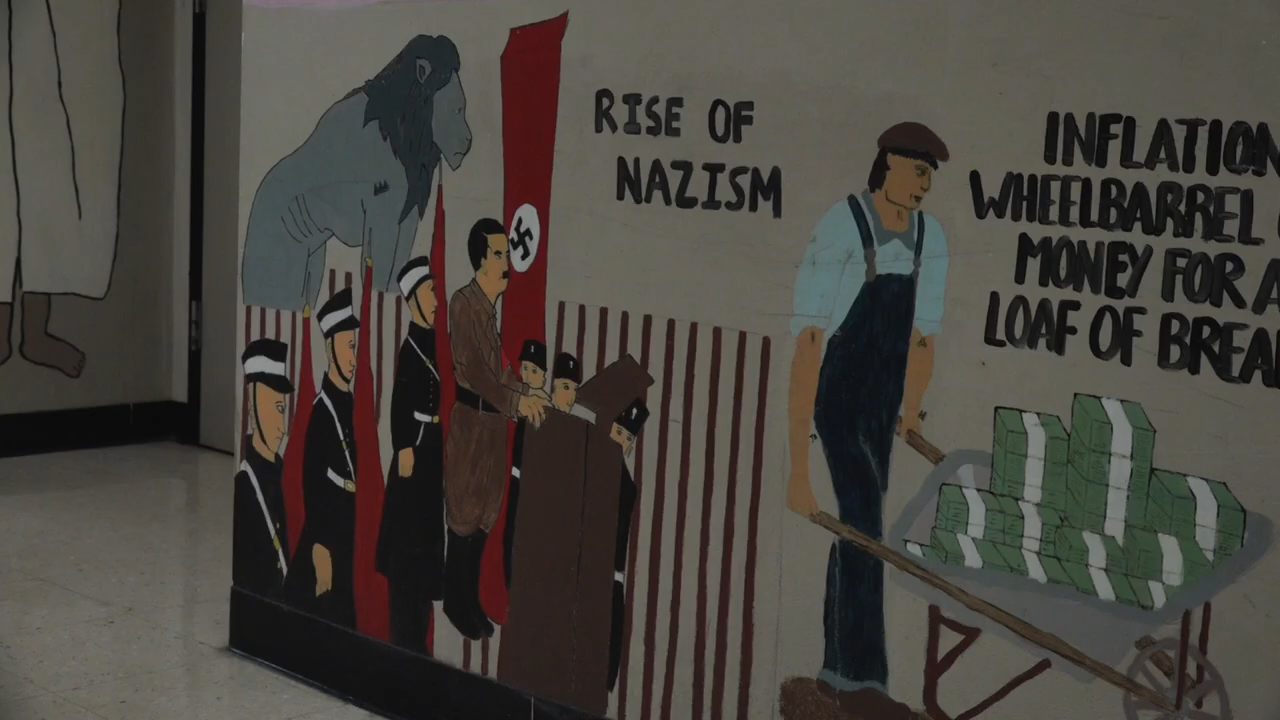 RISE OF
NAZISM
INFLATION
WHEELBARREL
MONEY FOR A
LOAF OF BREA